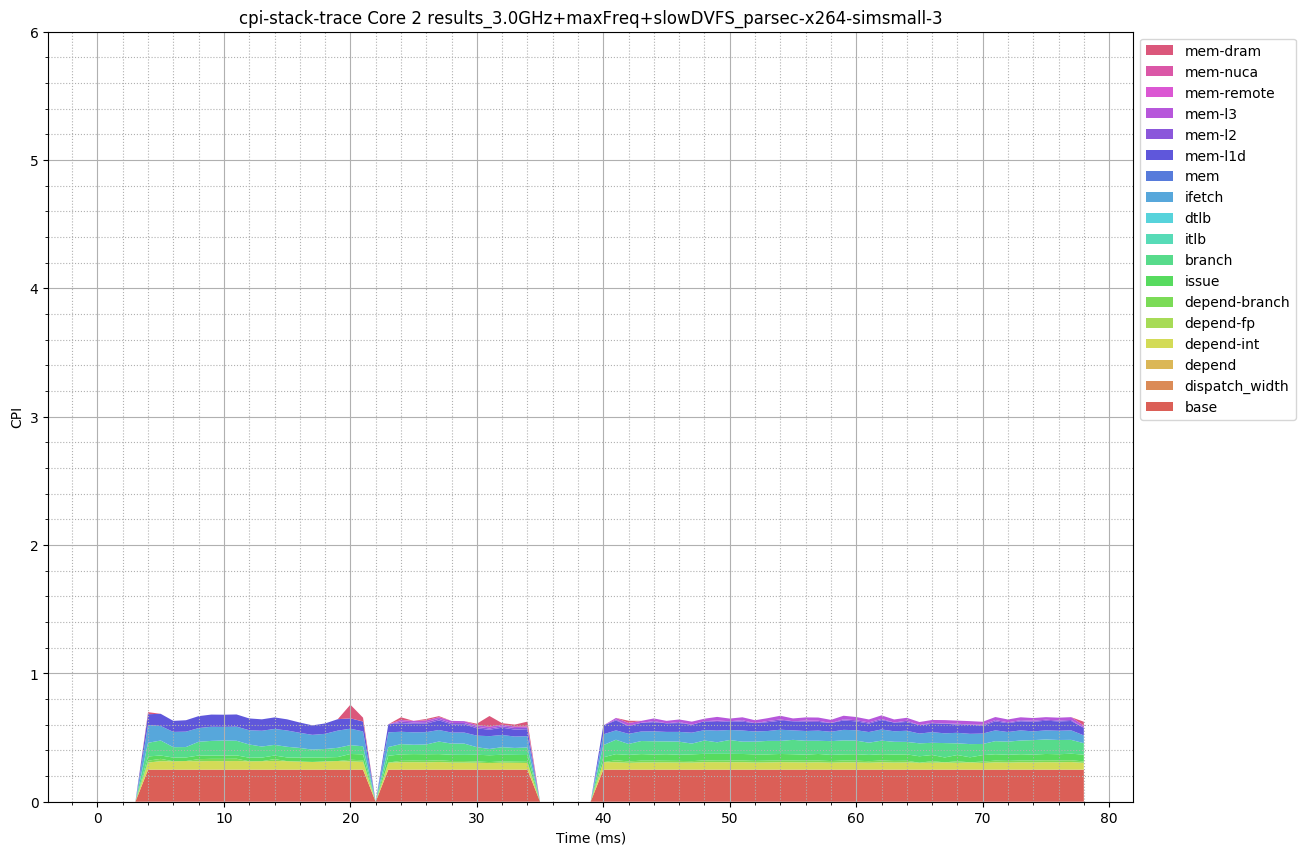 cpi-stack-trace Core 2 results_3.0GHz+maxFreq+slowDVFS_parsec-x264-simsmall-3
6
5
4
3
2
1
0
CPI
0 10 20 30 40 50 60 70 80
Time (ms)
mem-dram
mem-nuca
mem-remote
mem-l3
mem-l2
mem-l1d
mem
ifetch
dtlb
itlb
branch
issue
depend-branch
depend-fp
depend-int
depend
dispatch_width
base